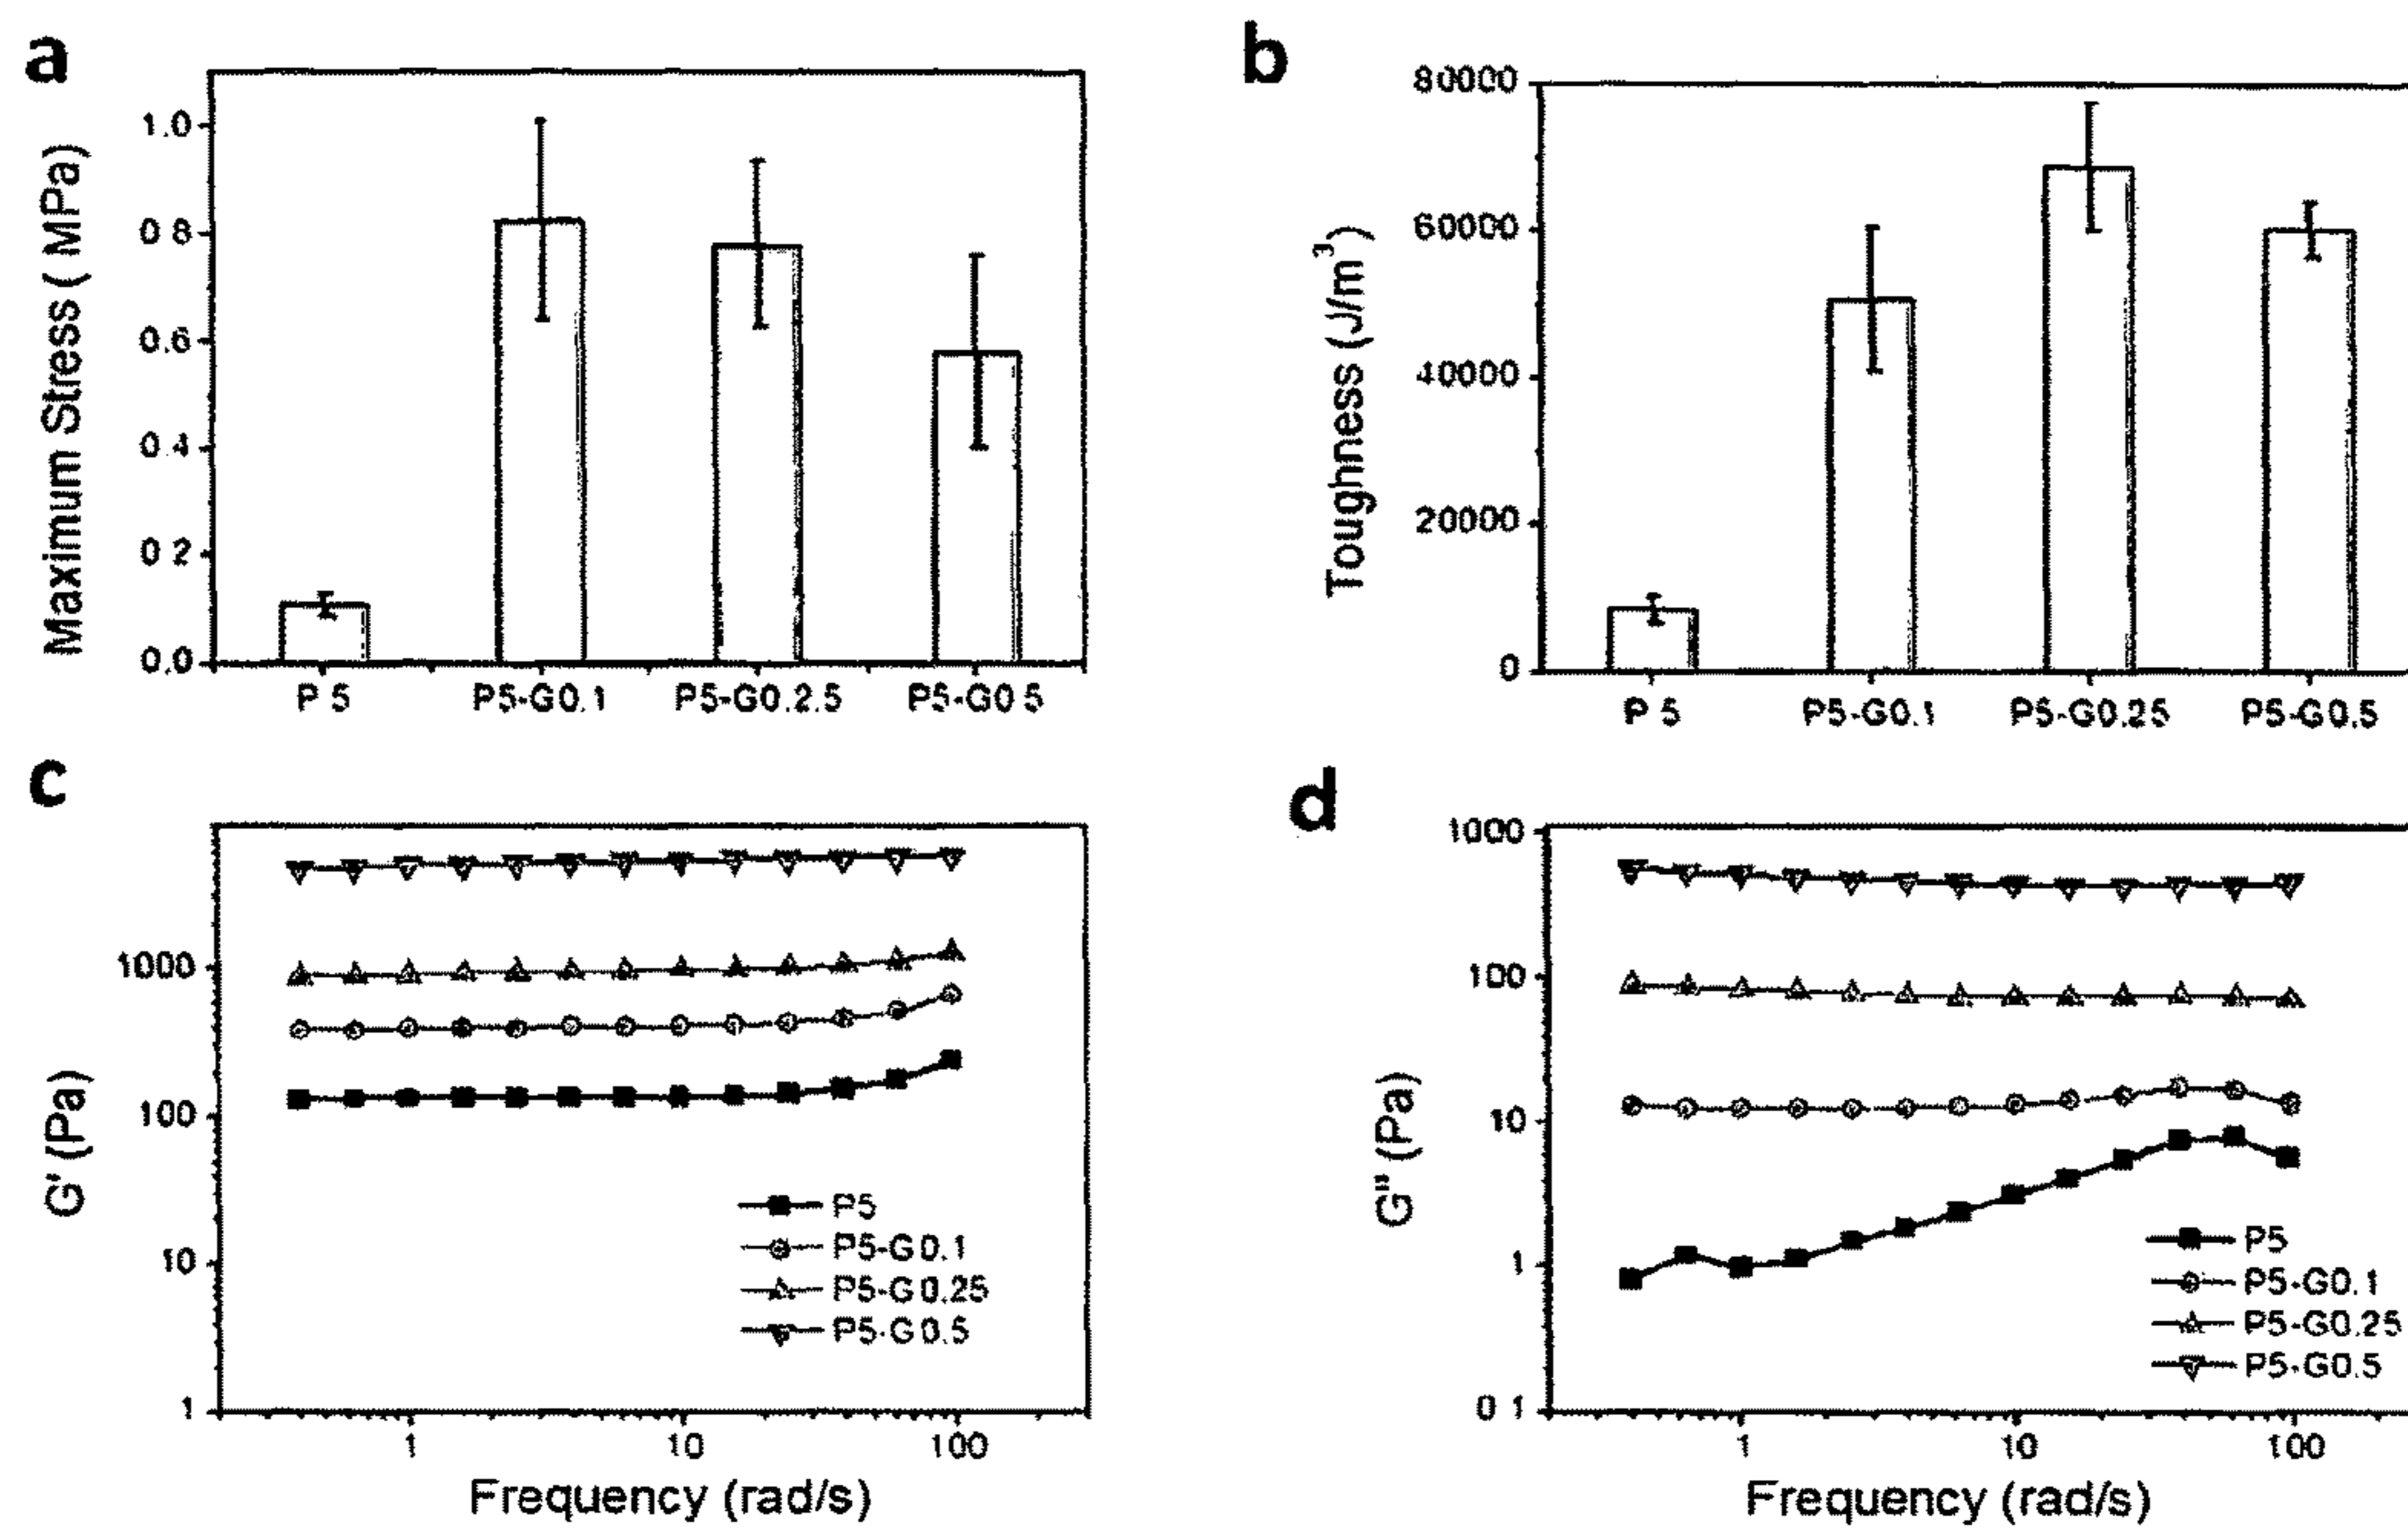 a
Maximum Stress ( MPa)
1.0
0 8
0.6
0.4
0 2
0.0
P 5 P5-G0.1 P5-G0.2.5 P5-G0 5
b
Toughness (J/m³)
80000
60000
40000
20000
0
P 5 P5-G0.1 P5-G0.25 P5-G0.5
c
G' (Pa)
1000
100
10
1
P5
P5-G0.1
P5-G0.25
P5-G0.5
1 10 100
Frequency (rad/s)
d
G" (Pa)
1000
100
10
1
0 1
P5
P5-G0.1
P5-G0.25
P5-G0.5
1 10 100
Frequency (rad/s)